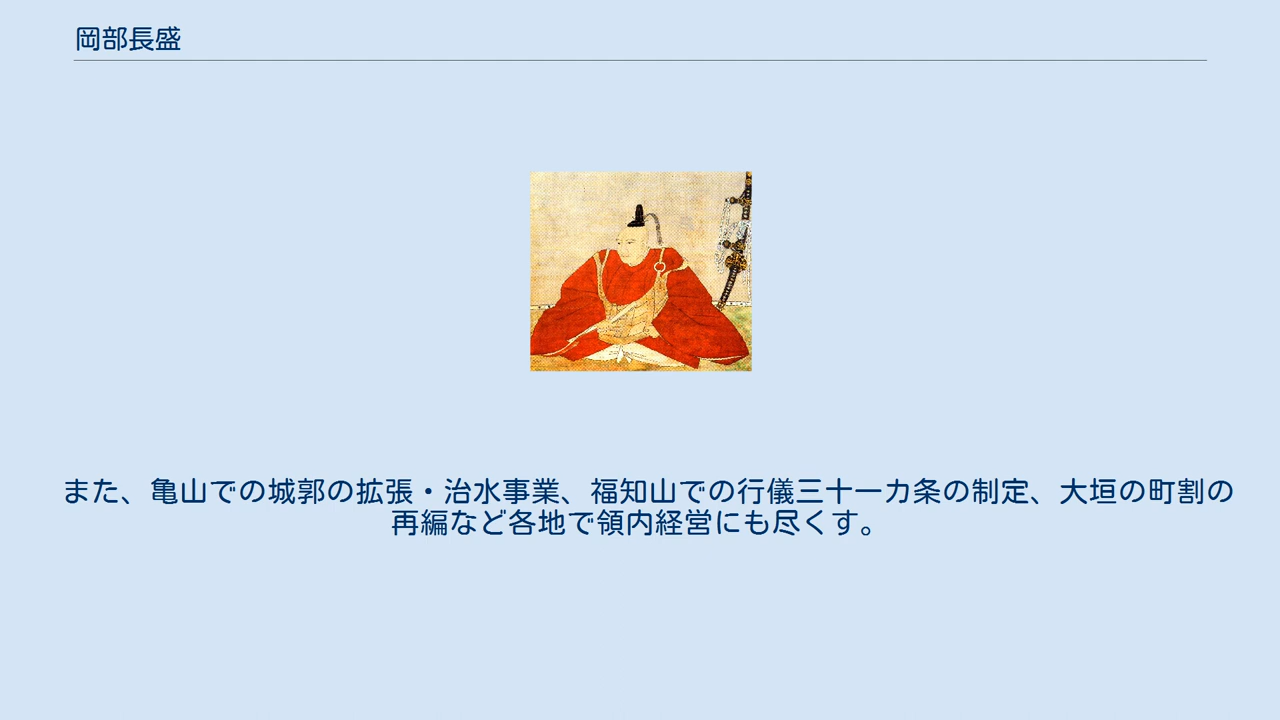 岡部長盛
また、亀山での城郭の拡張・治水事業、福知山での行儀三十一カ条の制定、大垣の町割の
再編など各地で領内経営にも尽くす。